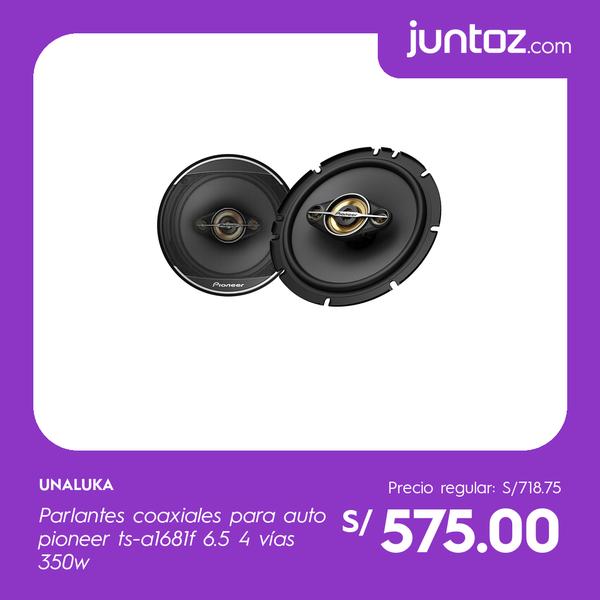 juntoz.com
Pioneer
Pioneer
UNALUKA
Parlantes coaxiales para auto
pioneer ts-a1681f 6.5 4 vías
350w
Precio regular: S/718.75
S/575.00